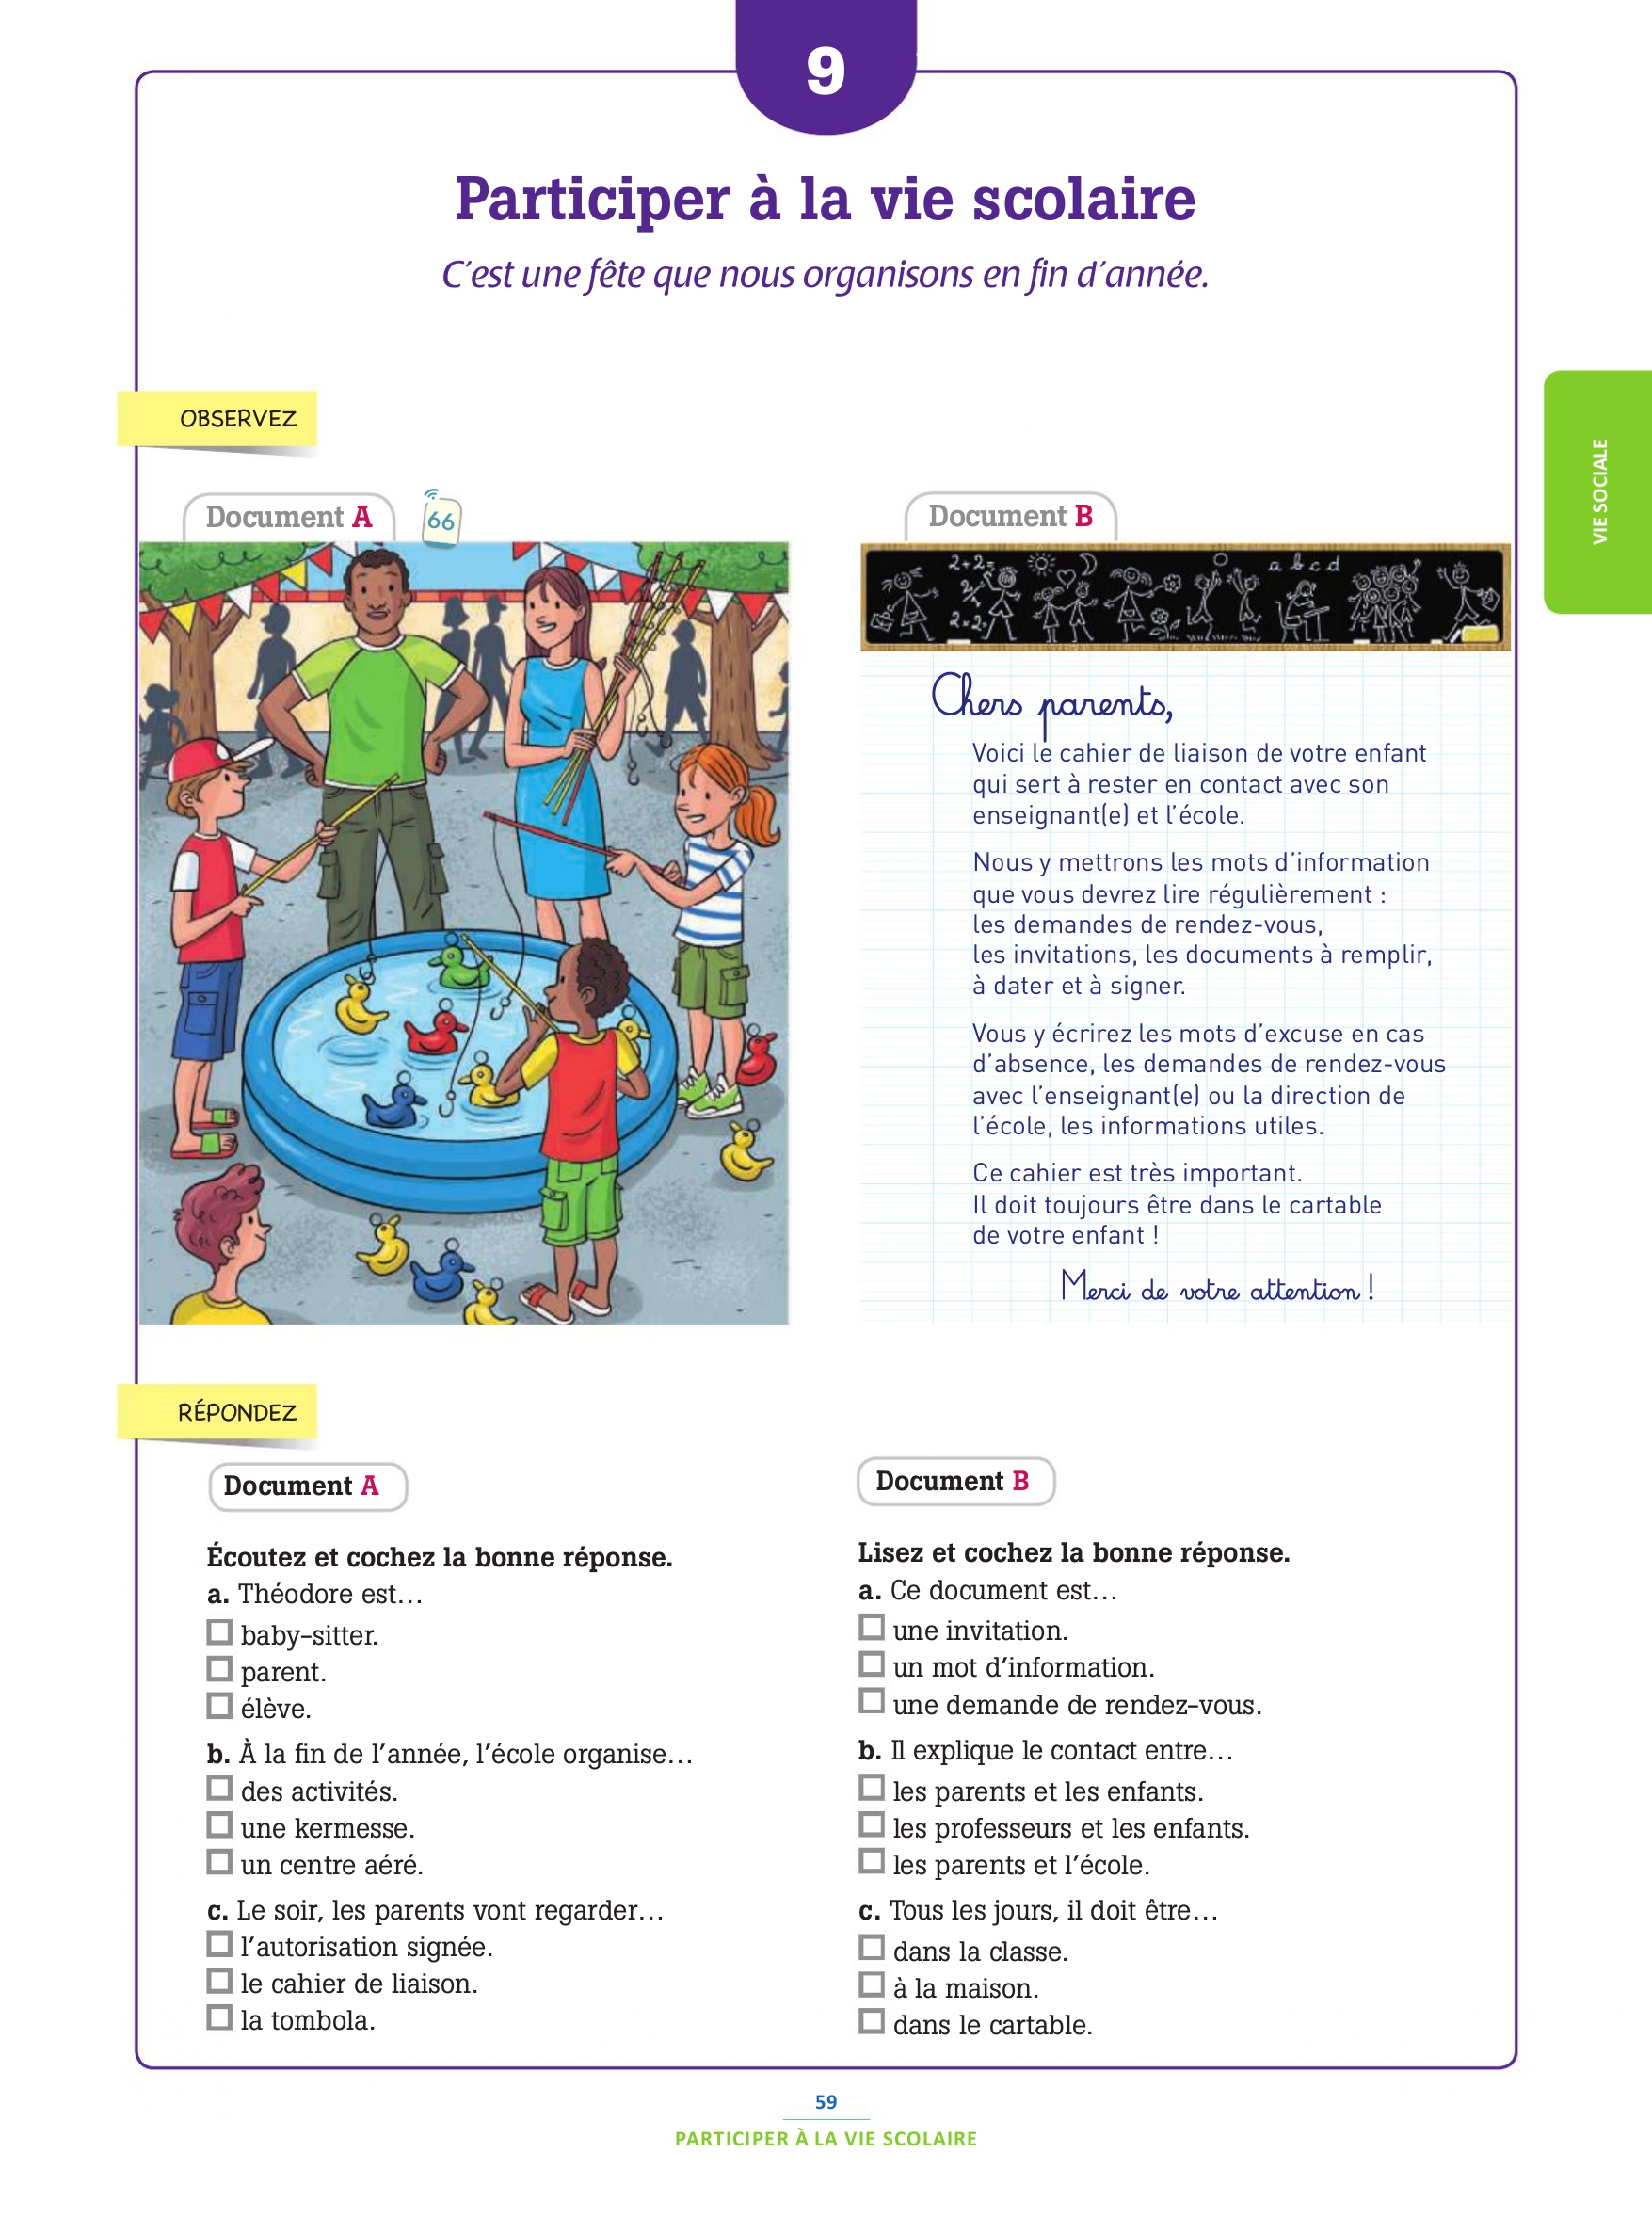 9
Participer à la vie scolaire
C'est une fête que nous organisons en fin d'année.
VIE SOCIALE
OBSERVEZ
Document A
66
Document B
2+2=
a b c d
2×2=
Chers parents,
Voici le cahier de liaison de votre enfant
qui sert à rester en contact avec son
enseignant(e) et l'école.
Nous y mettrons les mots d'information
que vous devrez lire régulièrement :
les demandes de rendez-vous,
les invitations, les documents à remplir,
à dater et à signer.
Vous y écrirez les mots d'excuse en cas
d'absence, les demandes de rendez-vous
avec l'enseignant(e) ou la direction de
l'école, les informations utiles.
Ce cahier est très important.
Il doit toujours être dans le cartable
de votre enfant !
Merci de votre attention !
RÉPONDEZ
Document A
Écoutez et cochez la bonne réponse.
a. Théodore est…
baby-sitter.
parent.
élève.
b. À la fin de l'année, l'école organise…
des activités.
une kermesse.
un centre aéré.
c. Le soir, les parents vont regarder…
l'autorisation signée.
le cahier de liaison.
la tombola.
Document B
Lisez et cochez la bonne réponse.
a. Ce document est…
une invitation.
un mot d'information.
une demande de rendez-vous.
b. Il explique le contact entre…
les parents et les enfants.
les professeurs et les enfants.
les parents et l'école.
c. Tous les jours, il doit être…
dans la classe.
à la maison.
dans le cartable.
59
PARTICIPER À LA VIE SCOLAIRE